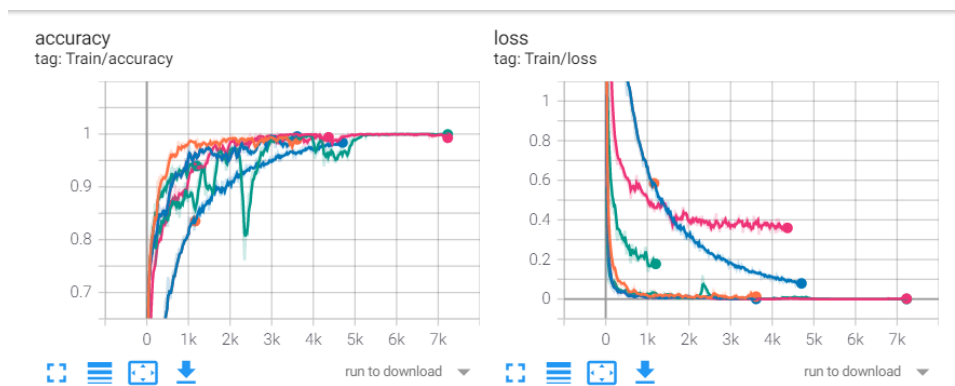 accuracy
tag: Train/accuracy
1
0.9
0.8
0.7
0 1k 2k 3k 4k 5k 6k 7k
run to download
loss
tag: Train/loss
1
0.8
0.6
0.4
0.2
0
0 1k 2k 3k 4k 5k 6k 7k
run to download